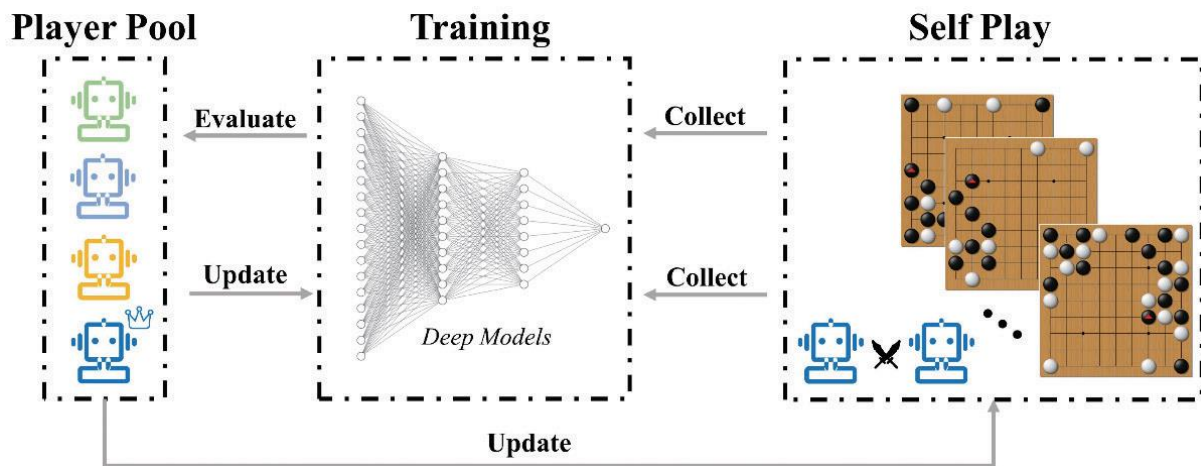 Player Pool
Training
Self Play
Evaluate
Collect
Update
Collect
Deep Models
Update